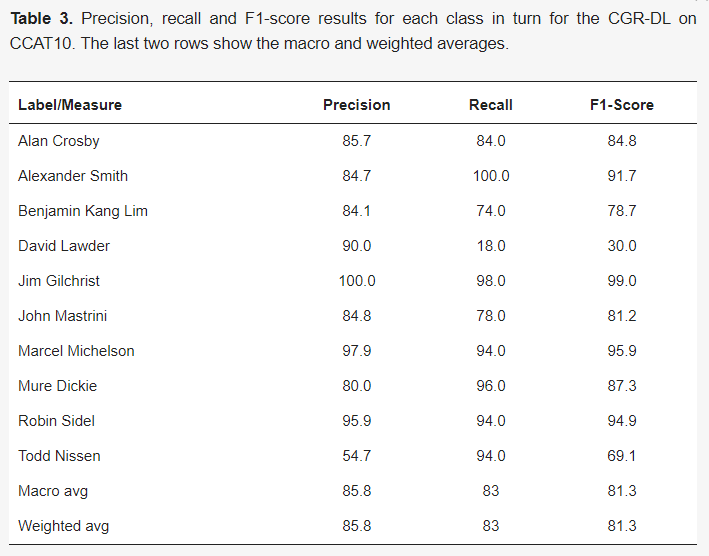 Table 3. Precision, recall and F1-score results for each class in turn for the CGR-DL on
CCAT10. The last two rows show the macro and weighted averages.
Label/Measure Precision Recall F1-Score
Alan Crosby 85.7 84.0 84.8
Alexander Smith 84.7 100.0 91.7
Benjamin Kang Lim 84.1 74.0 78.7
David Lawder 90.0 18.0 30.0
Jim Gilchrist 100.0 98.0 99.0
John Mastrini 84.8 78.0 81.2
Marcel Michelson 97.9 94.0 95.9
Mure Dickie 80.0 96.0 87.3
Robin Sidel 95.9 94.0 94.9
Todd Nissen 54.7 94.0 69.1
Macro avg 85.8 83 81.3
Weighted avg 85.8 83 81.3